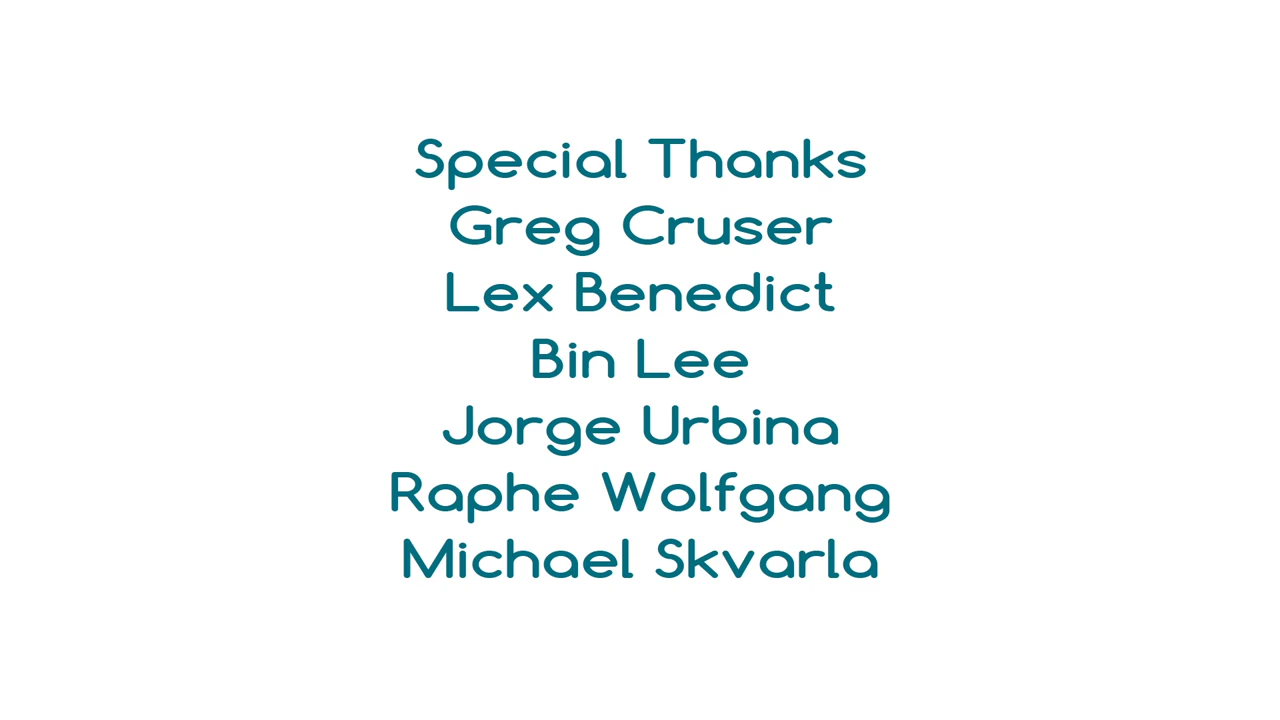 Special Thanks
Greg Cruser
Lex Benedict
Bin Lee
Jorge Urbina
Raphe Wolfgang
Michael Skvarla